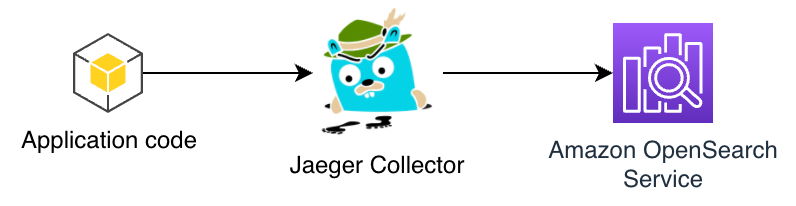 Application code
Jaeger Collector
Amazon OpenSearch
Service